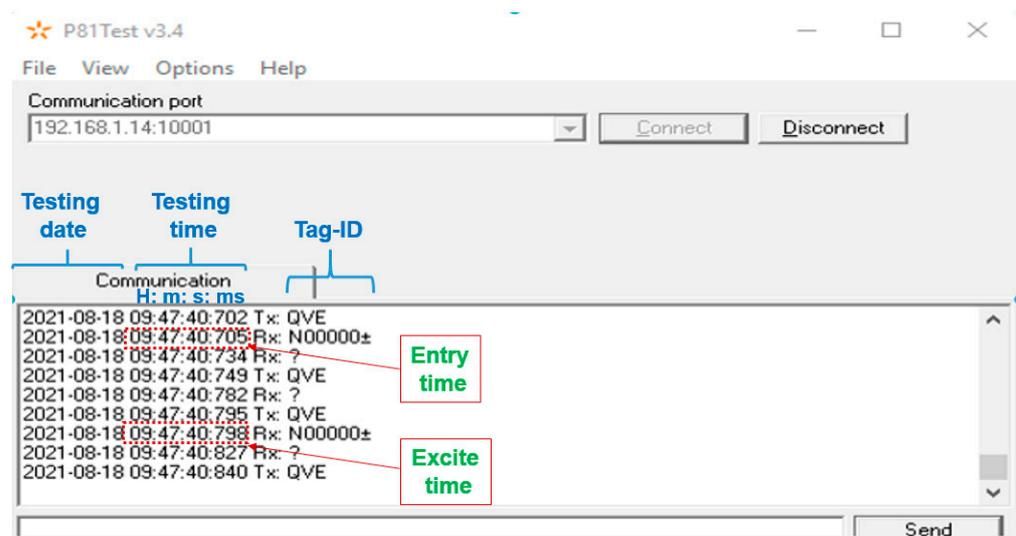 P81Test v3.4
File View Options Help
Communication port
192.168.1.14:10001
Connect
Disconnect
Testing date
Testing time
Tag-ID
Communication
H: m: s: ms
2021-08-18 09:47:40:702 Tx: QVE
2021-08-18 09:47:40:705 Rx: N00000±
2021-08-18 09:47:40:734 Rx: ?
2021-08-18 09:47:40:749 Tx: QVE
2021-08-18 09:47:40:782 Rx: ?
2021-08-18 09:47:40:795 Tx: QVE
2021-08-18 09:47:40:798 Rx: N00000±
2021-08-18 09:47:40:827 Rx: ?
2021-08-18 09:47:40:840 Tx: QVE
Entry
time
Excite
time
Send